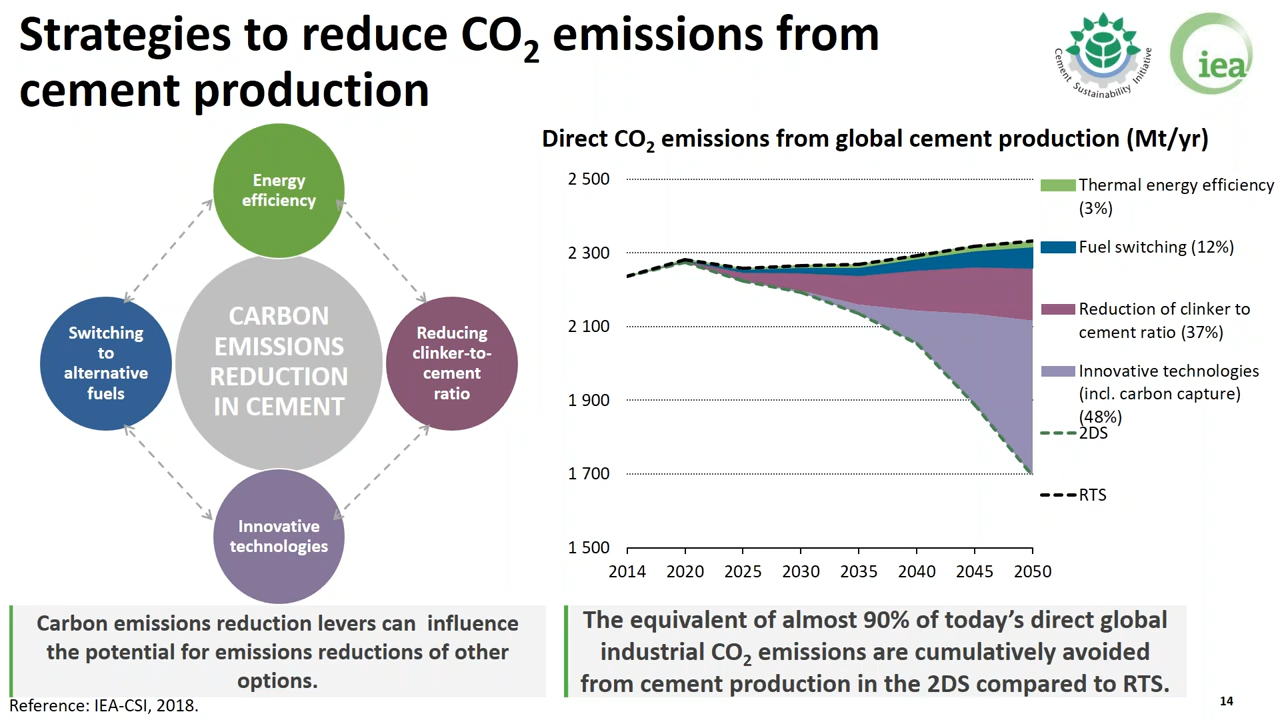 Strategies to reduce CO2 emissions from
cement production
Cement Sustainability Initiative
iea
Energy
efficiency
Switching
to
alternative
fuels
CARBON
EMISSIONS
REDUCTION
IN CEMENT
Reducing
clinker-to-
cement
ratio
Innovative
technologies
Direct CO2 emissions from global cement production (Mt/yr)
2 500
2 300
2 100
1 900
1 700
1 500
2014 2020 2025 2030 2035 2040 2045 2050
Thermal energy efficiency
(3%)
Fuel switching (12%)
Reduction of clinker to
cement ratio (37%)
Innovative technologies
(incl. carbon capture)
(48%)
2DS
RTS
Carbon emissions reduction levers can influence
the potential for emissions reductions of other
options.
The equivalent of almost 90% of today’s direct global
industrial CO2 emissions are cumulatively avoided
from cement production in the 2DS compared to RTS.
Reference: IEA-CSI, 2018.
14